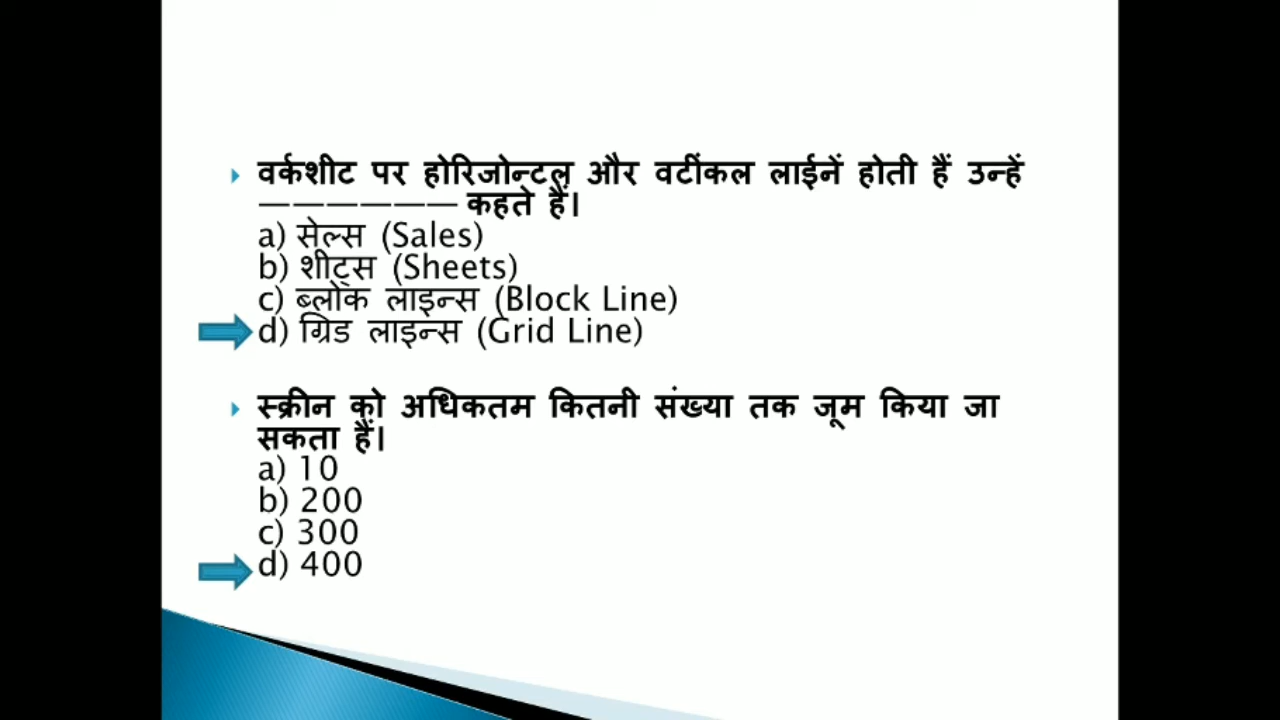 वर्कशीट पर होरिजोन्टल और वर्टीकल लाईनें होती हैं उन्हें
—————— कहते हैं।
a) सेल्स (Sales)
b) शीट्स (Sheets)
c) ब्लोक लाइन्स (Block Line)
d) ग्रिड लाइन्स (Grid Line)
स्क्रीन को अधिकतम कितनी संख्या तक जूम किया जा
सकता हैं।
a) 10
b) 200
c) 300
d) 400